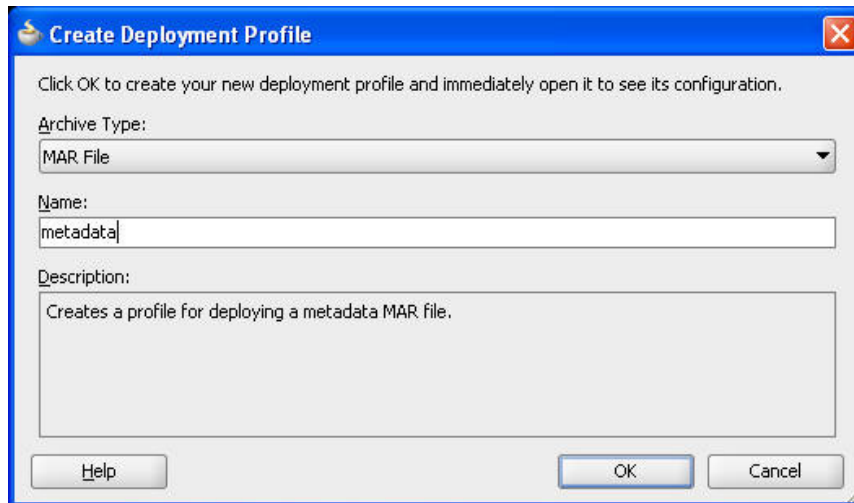 Create Deployment Profile
Click OK to create your new deployment profile and immediately open it to see its configuration.
Archive Type:
MAR File
Name:
metadata
Description:
Creates a profile for deploying a metadata MAR file.
Help
OK
Cancel